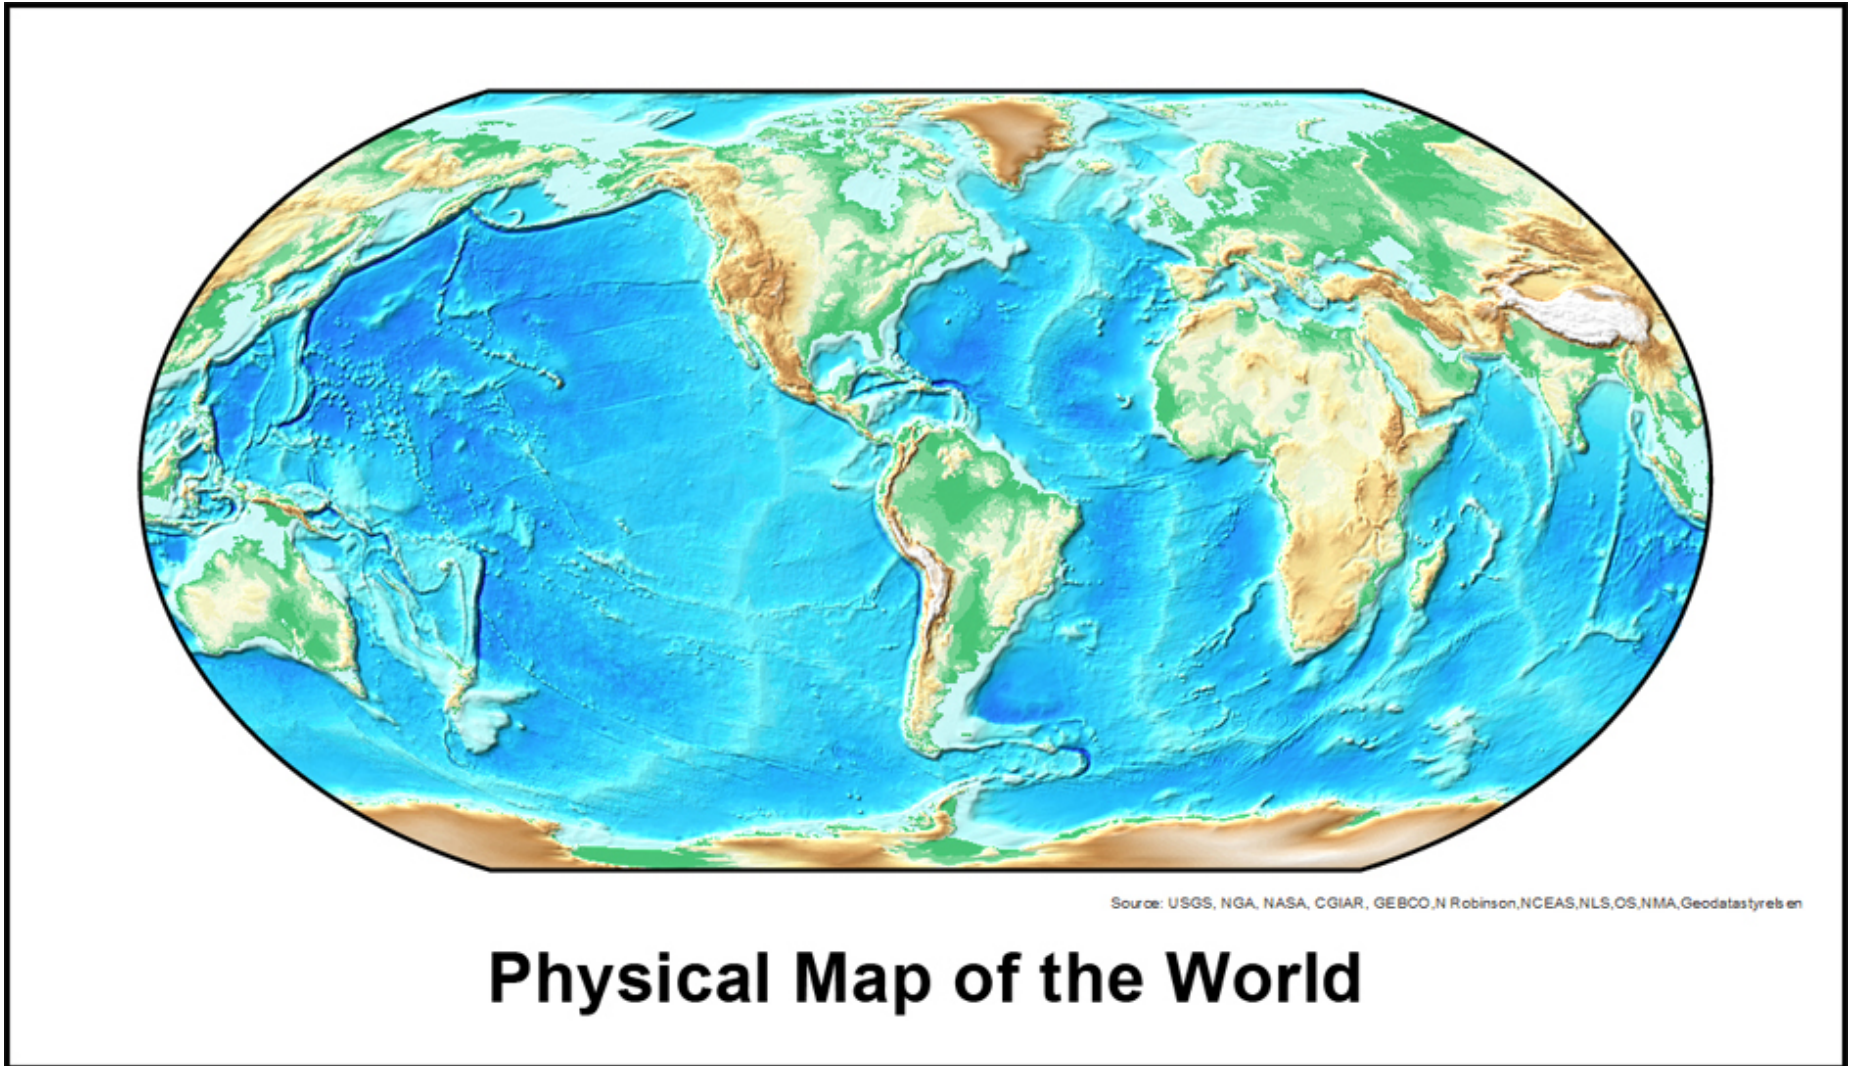 Source: USGS, NGA, NASA, CGIAR, GEBCO,N Robinson,NCEAS,NLS,OS,NMA,Geodatastyrelsen
Physical Map of the World